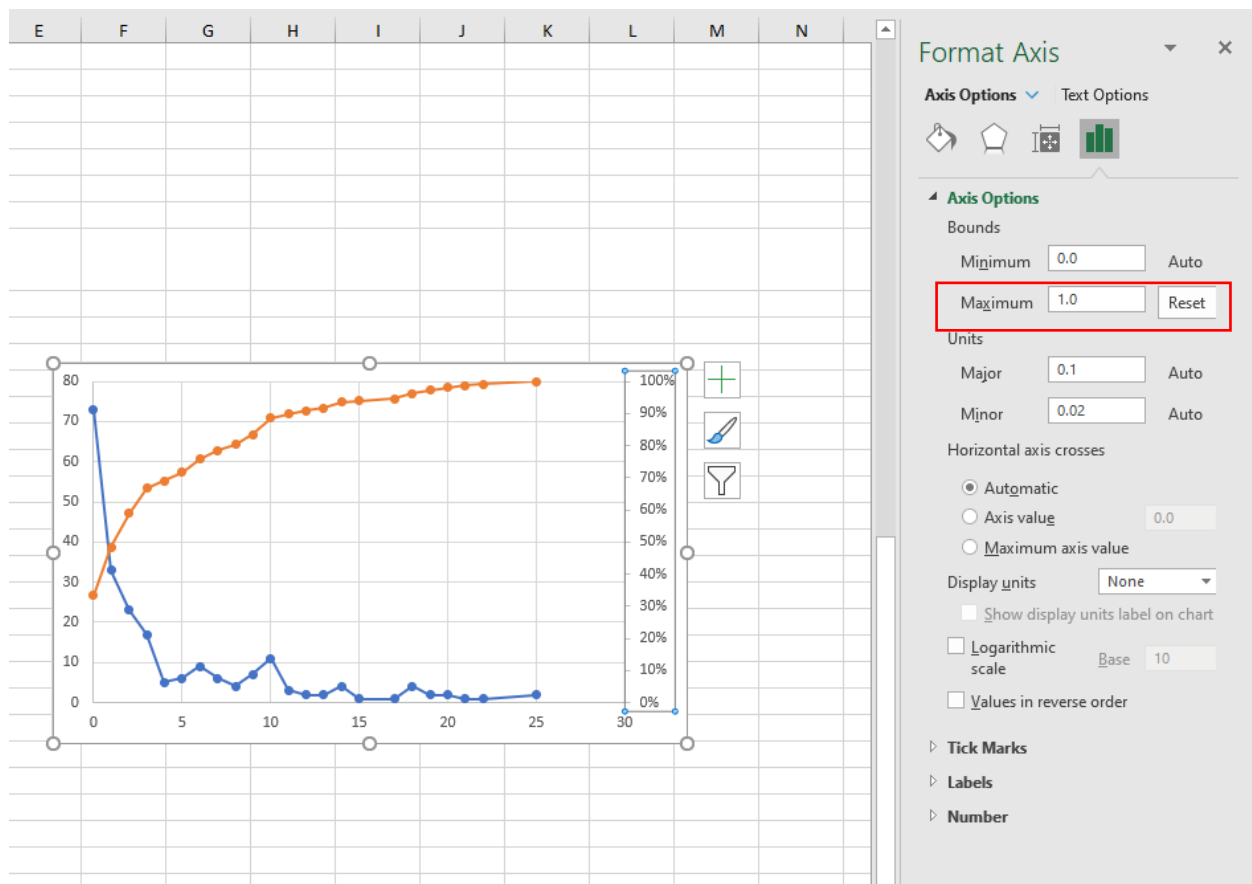 E F G H I J K L M N
Format Axis
Axis Options Text Options
Axis Options
Bounds
Minimum 0.0 Auto
Maximum 1.0 Reset
Units
Major 0.1 Auto
Minor 0.02 Auto
Horizontal axis crosses
Automatic
Axis value 0.0
Maximum axis value
Display units None
Show display units label on chart
Logarithmic
scale Base 10
Values in reverse order
Tick Marks
Labels
Number
80 100%
90%
70
80%
60
70%
50 60%
50%
40
40%
30
30%
20
20%
10 10%
0 0%
0 5 10 15 20 25 30